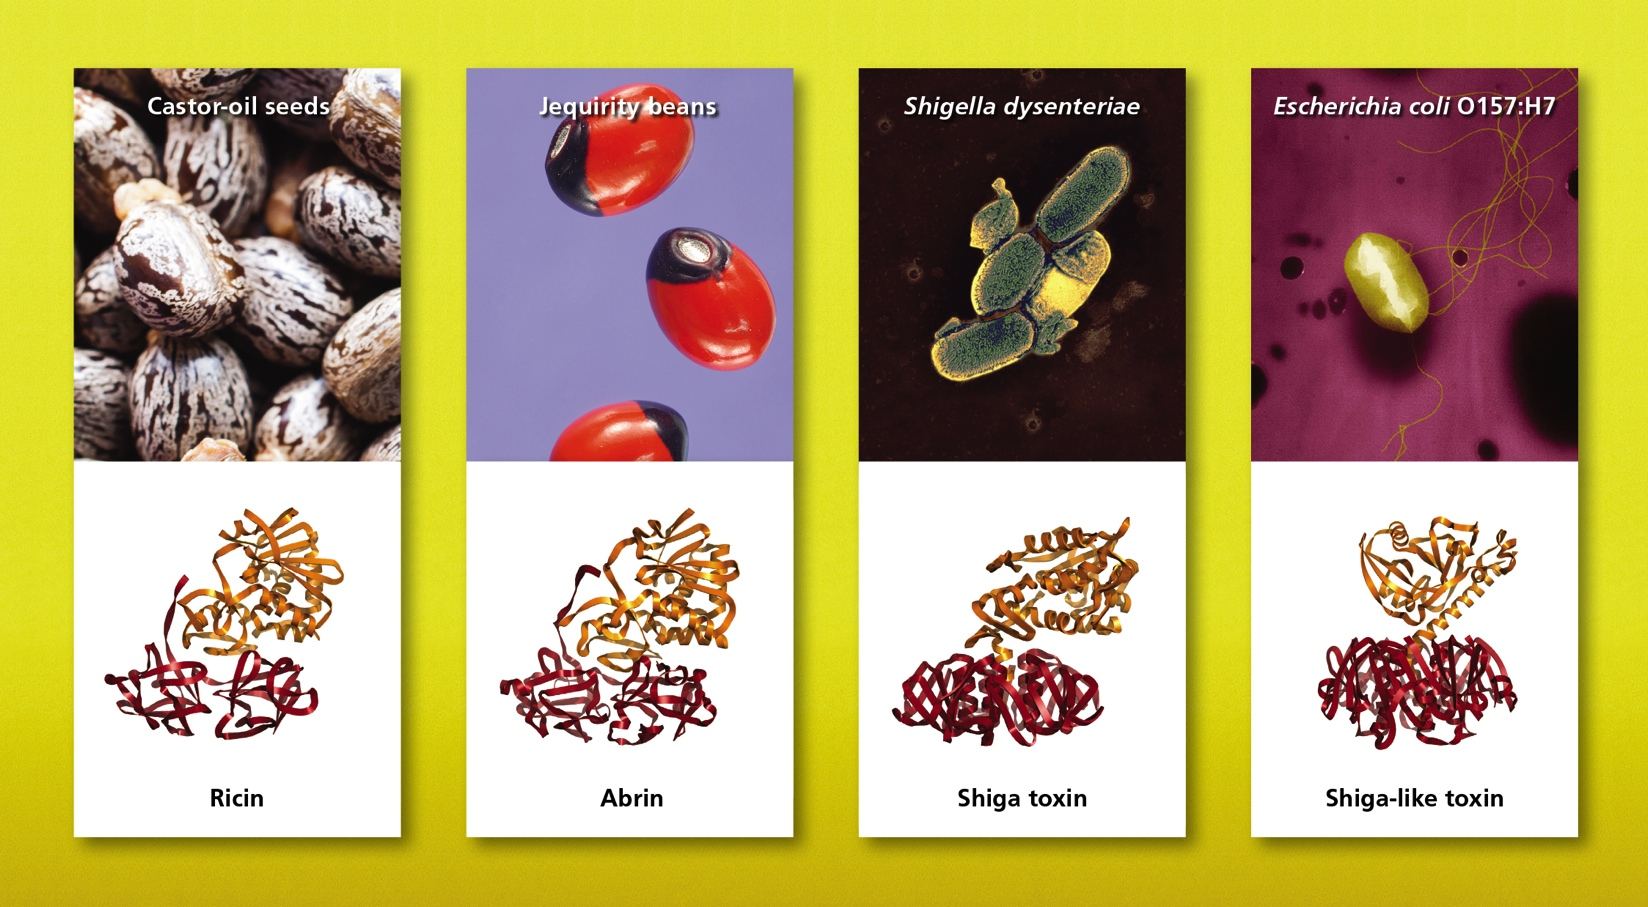 Castor-oil seeds
Jequirity beans
Shigella dysenteriae
Escherichia coli O157:H7
Ricin
Abrin
Shiga toxin
Shiga-like toxin